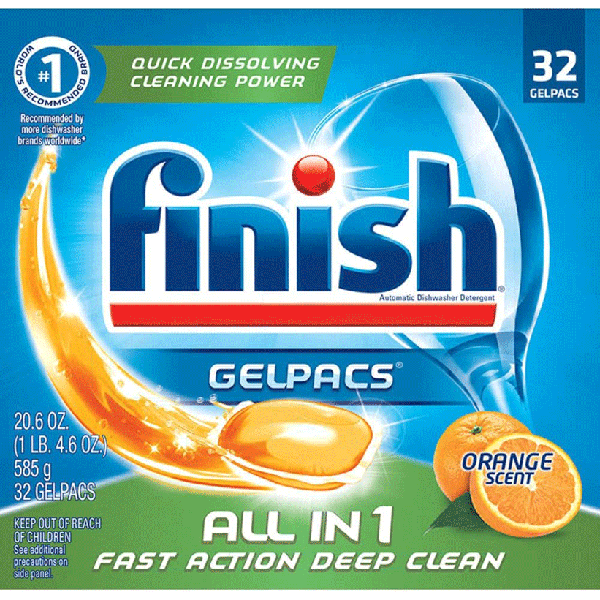 WORLD'S RECOMMENDED BRAND
#1
Recommended by
more dishwasher
brands worldwide*
QUICK DISSOLVING
CLEANING POWER
32
GELPACS
finish®
Automatic Dishwasher Detergent
GELPACS®
20.6 OZ.
(1 LB. 4.6 OZ.)
585 g
32 GELPACS
KEEP OUT OF REACH
OF CHILDREN
See additional
precautions on
side panel.
ORANGE
SCENT
ALL IN 1
FAST ACTION DEEP CLEAN